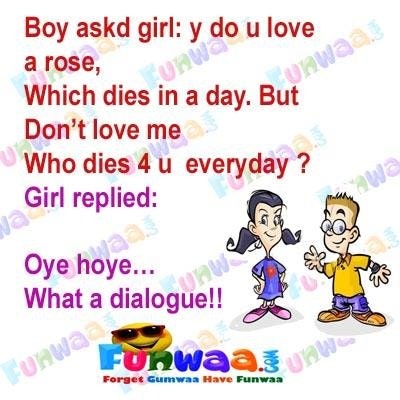 Boy askd girl: y do u love
a rose,
Which dies in a day. But
Don't love me
Who dies 4 u everyday ?
Girl replied:
Oye hoye...
What a dialogue!!
Funwaa.com
Forget Gumwaa Have Funwaa